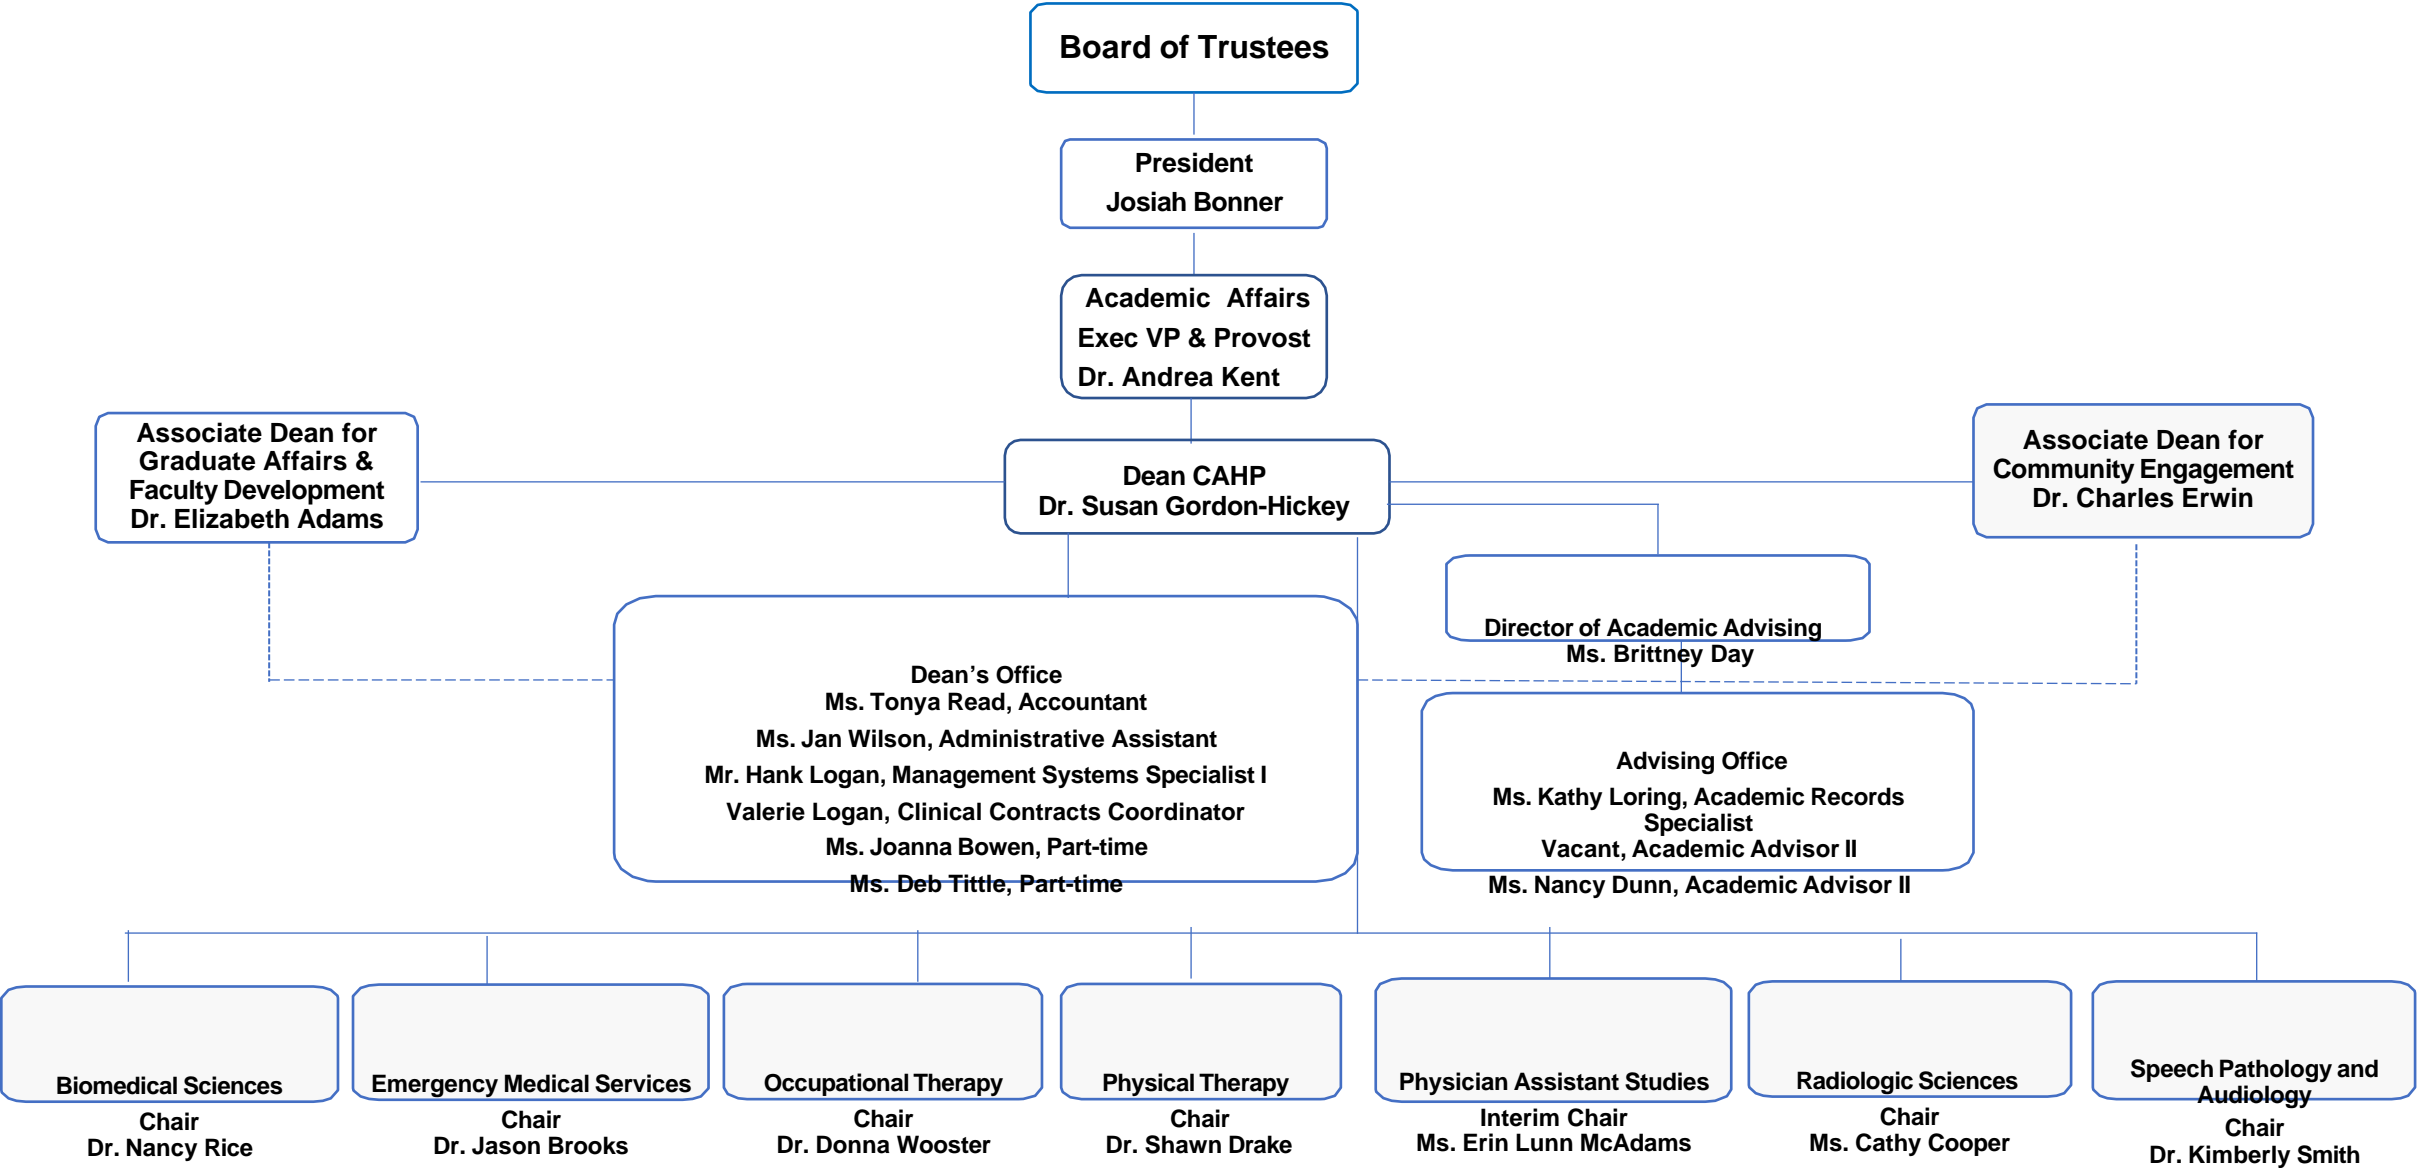 Board of Trustees
President
Josiah Bonner
Academic Affairs
Exec VP & Provost
Dr. Andrea Kent
Associate Dean for
Graduate Affairs &
Faculty Development
Dr. Elizabeth Adams
Dean CAHP
Dr. Susan Gordon-Hickey
Associate Dean for
Community Engagement
Dr. Charles Erwin
Director of Academic Advising
Ms. Brittney Day
Dean’s Office
Ms. Tonya Read, Accountant
Ms. Jan Wilson, Administrative Assistant
Mr. Hank Logan, Management Systems Specialist I
Valerie Logan, Clinical Contracts Coordinator
Ms. Joanna Bowen, Part-time
Ms. Deb Tittle, Part-time
Advising Office
Ms. Kathy Loring, Academic Records
Specialist
Vacant, Academic Advisor II
Ms. Nancy Dunn, Academic Advisor II
Biomedical Sciences
Chair
Dr. Nancy Rice
Emergency Medical Services
Chair
Dr. Jason Brooks
Occupational Therapy
Chair
Dr. Donna Wooster
Physical Therapy
Chair
Dr. Shawn Drake
Physician Assistant Studies
Interim Chair
Ms. Erin Lunn McAdams
Radiologic Sciences
Chair
Ms. Cathy Cooper
Speech Pathology and
Audiology
Chair
Dr. Kimberly Smith